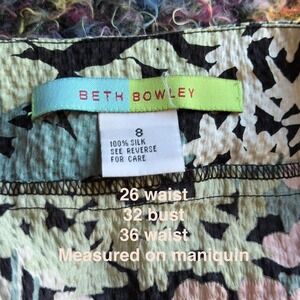 BETH BOWLEY
8
100% SILK
SEE REVERSE
FOR CARE
26 waist
32 bust
36 waist
Measured on maniquin